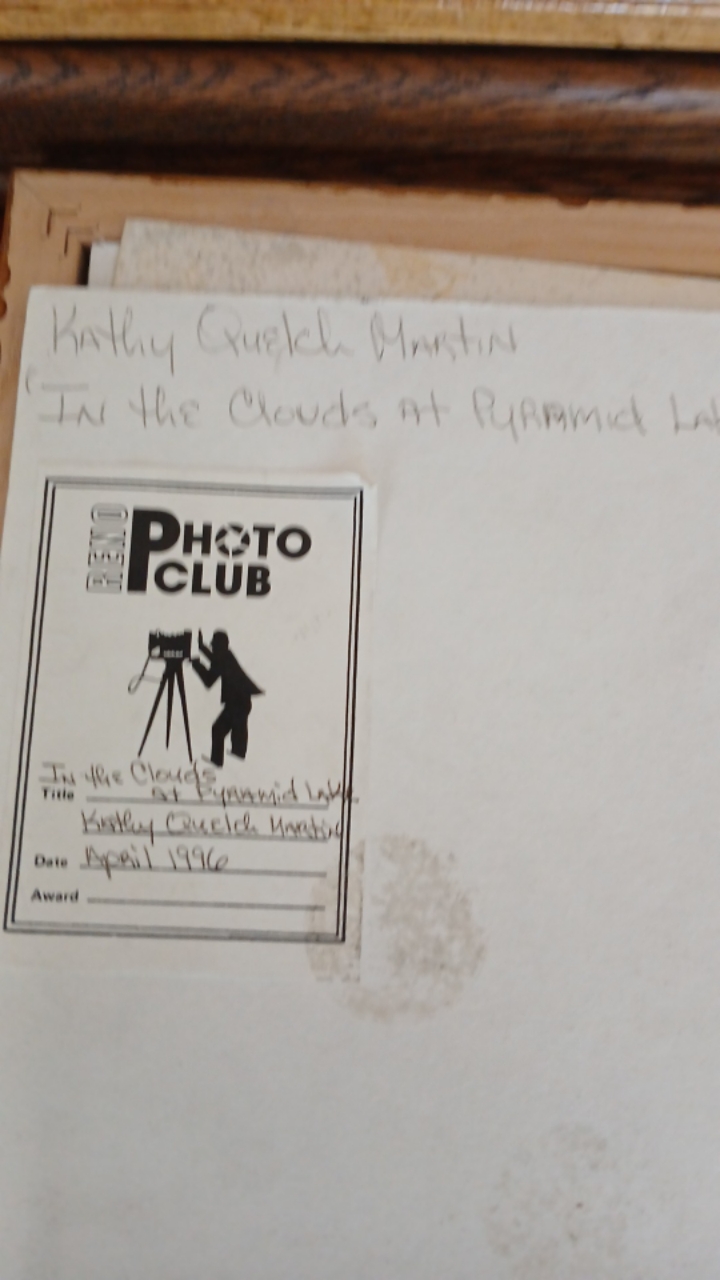 Kathy Quelch Martin
"In the Clouds at Pyramid
RENO PHOTO CLUB
In the Clouds
Title at Pyramid Lake
Kathy Quelch Martin
Date April 1996
Award